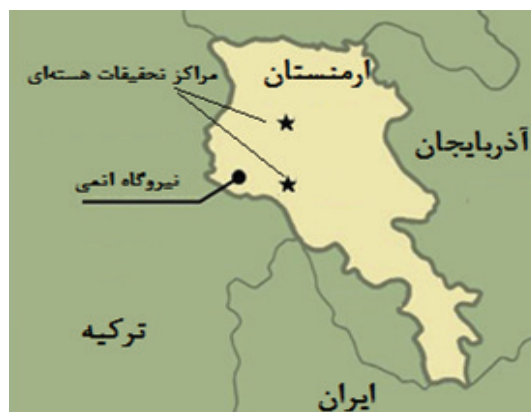 ارمنستان
مراکز تحقیقات هسته‌ای
آذربایجان
نیروگاه اتمی
ترکیه
ایران